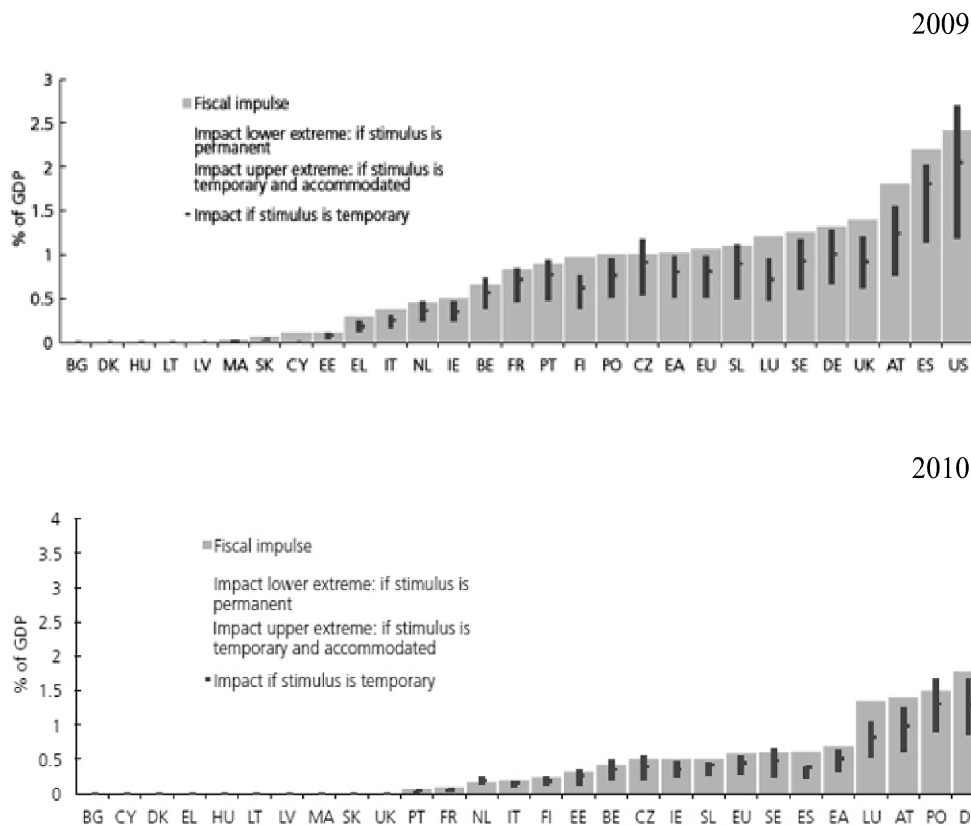 2009
3
2.5
2
1.5
1
0.5
0
% of GDP
Fiscal impulse
Impact lower extreme: if stimulus is
permanent
Impact upper extreme: if stimulus is
temporary and accommodated
Impact if stimulus is temporary
BG DK HU LT LV MA SK CY EE EL IT NL IE BE FR PT FI PO CZ EA EU SL LU SE DE UK AT ES US
2010
4
3.5
3
2.5
2
1.5
1
0.5
0
% of GDP
Fiscal impulse
Impact lower extreme: if stimulus is
permanent
Impact upper extreme: if stimulus is
temporary and accommodated
Impact if stimulus is temporary
BG CY DK EL HU LT LV MA SK UK PT FR NL IT FI EE BE CZ IE SL EU SE ES EA LU AT PO D